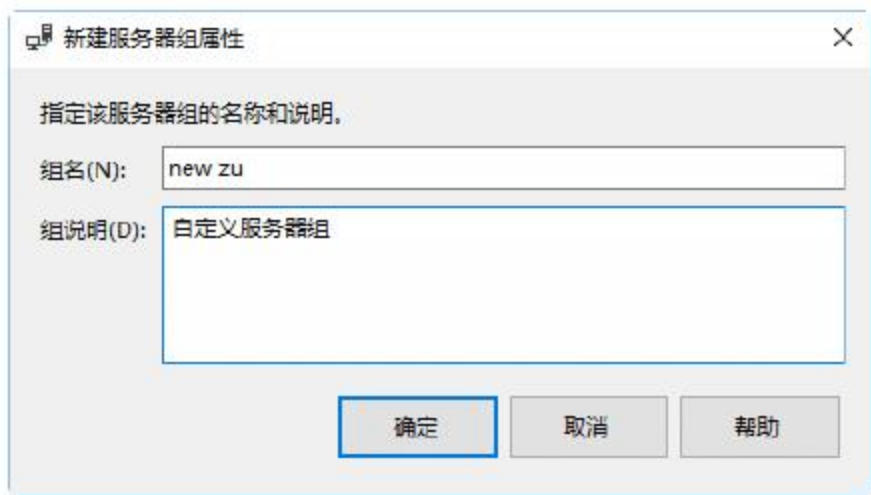 新建服务器组属性
指定该服务器组的名称和说明。
组名(N): new zu
组说明(D): 自定义服务器组
确定 取消 帮助